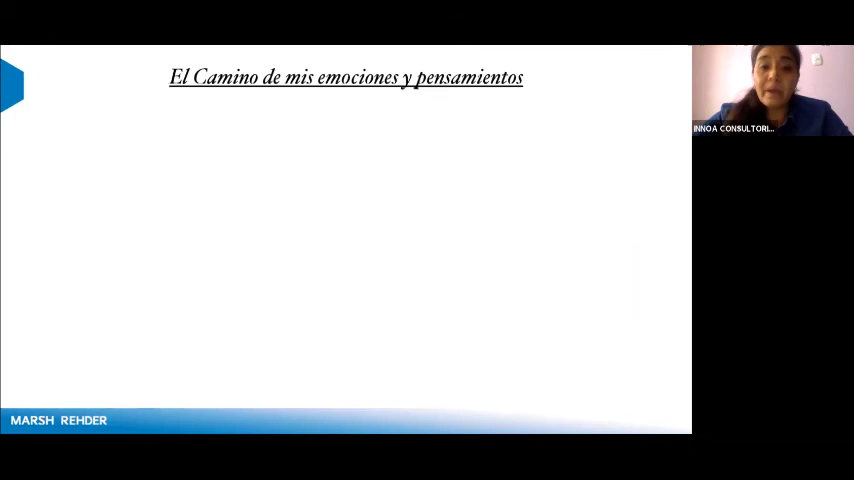 El Camino de mis emociones y pensamientos
INNOA CONSULTORI...
MARSH REHDER